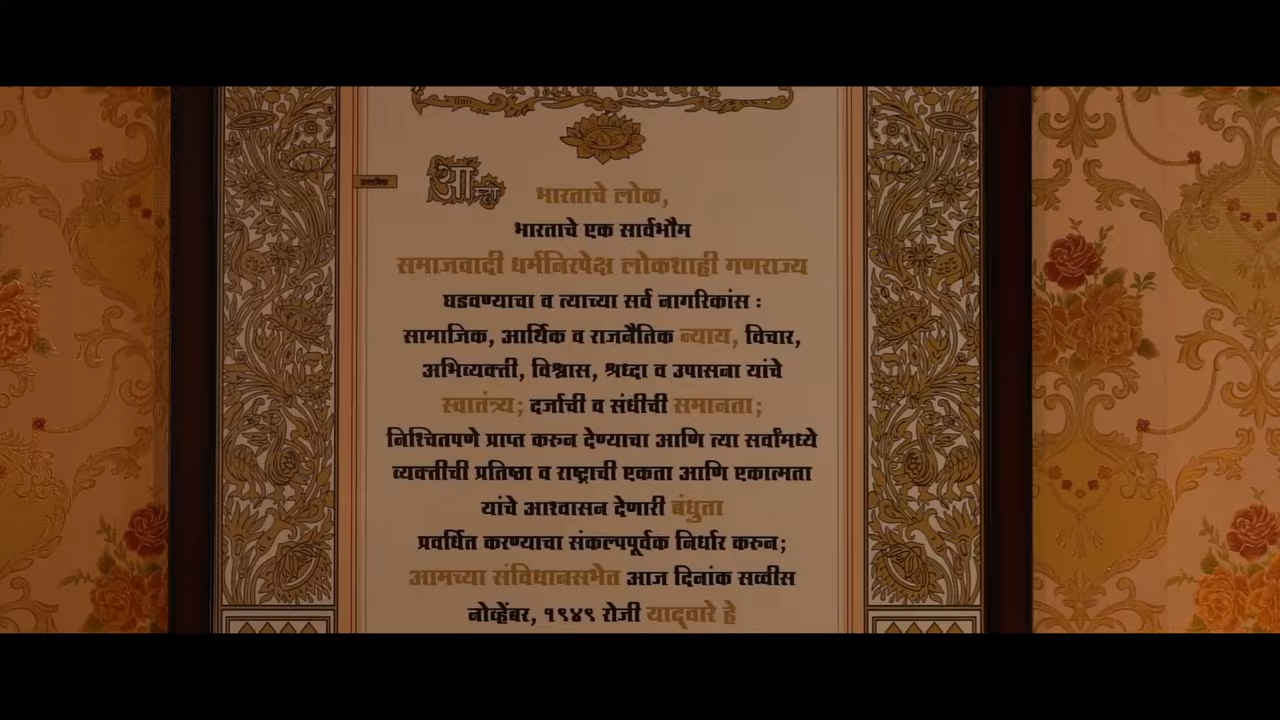 आम्ही भारताचे लोक,
भारताचे एक सार्वभौम
समाजवादी धर्मनिरपेक्ष लोकशाही गणराज्य
घडवण्याचा व त्याच्या सर्व नागरिकांस :
सामाजिक, आर्थिक व राजनैतिक न्याय, विचार,
अभिव्यक्ती, विश्वास, श्रध्दा व उपासना यांचे
स्वातंत्र्य; दर्जाची व संधीची समानता;
निश्चितपणे प्राप्त करुन देण्याचा आणि त्या सर्वांमध्ये
व्यक्तीची प्रतिष्ठा व राष्ट्राची एकता आणि एकात्मता
यांचे आश्वासन देणारी बंधुता
प्रवर्धित करण्याचा संकल्पपूर्वक निर्धार करुन;
आमच्या संविधानसभेत आज दिनांक सव्वीस
नोव्हेंबर, १९४९ रोजी याद्वारे हे